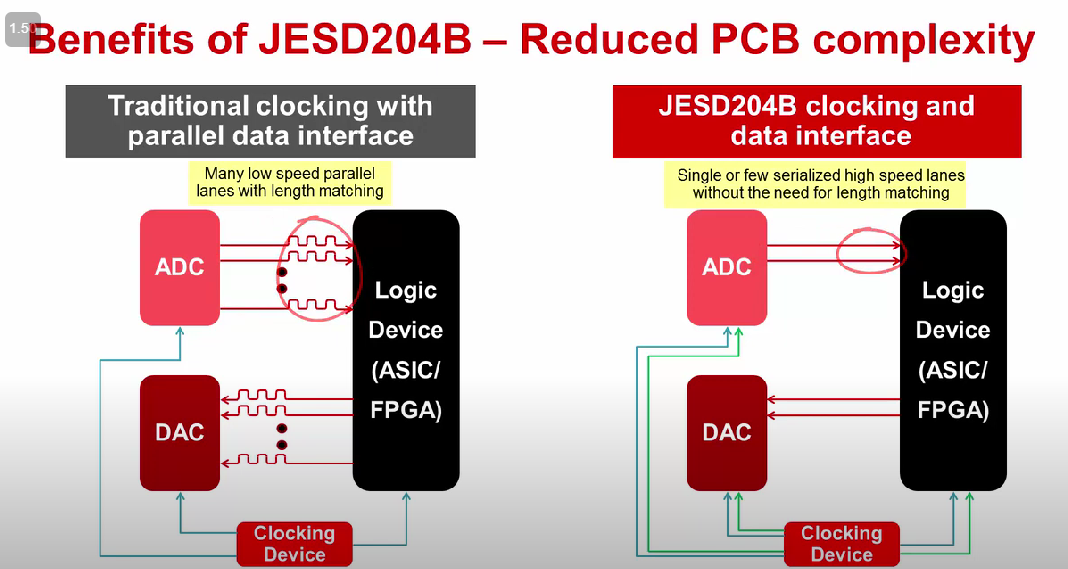 1.50
Benefits of JESD204B – Reduced PCB complexity
Traditional clocking with
parallel data interface
Many low speed parallel
lanes with length matching
ADC
Logic
Device
(ASIC/
FPGA)
DAC
Clocking
Device
JESD204B clocking and
data interface
Single or few serialized high speed lanes
without the need for length matching
ADC
Logic
Device
(ASIC/
FPGA)
DAC
Clocking
Device